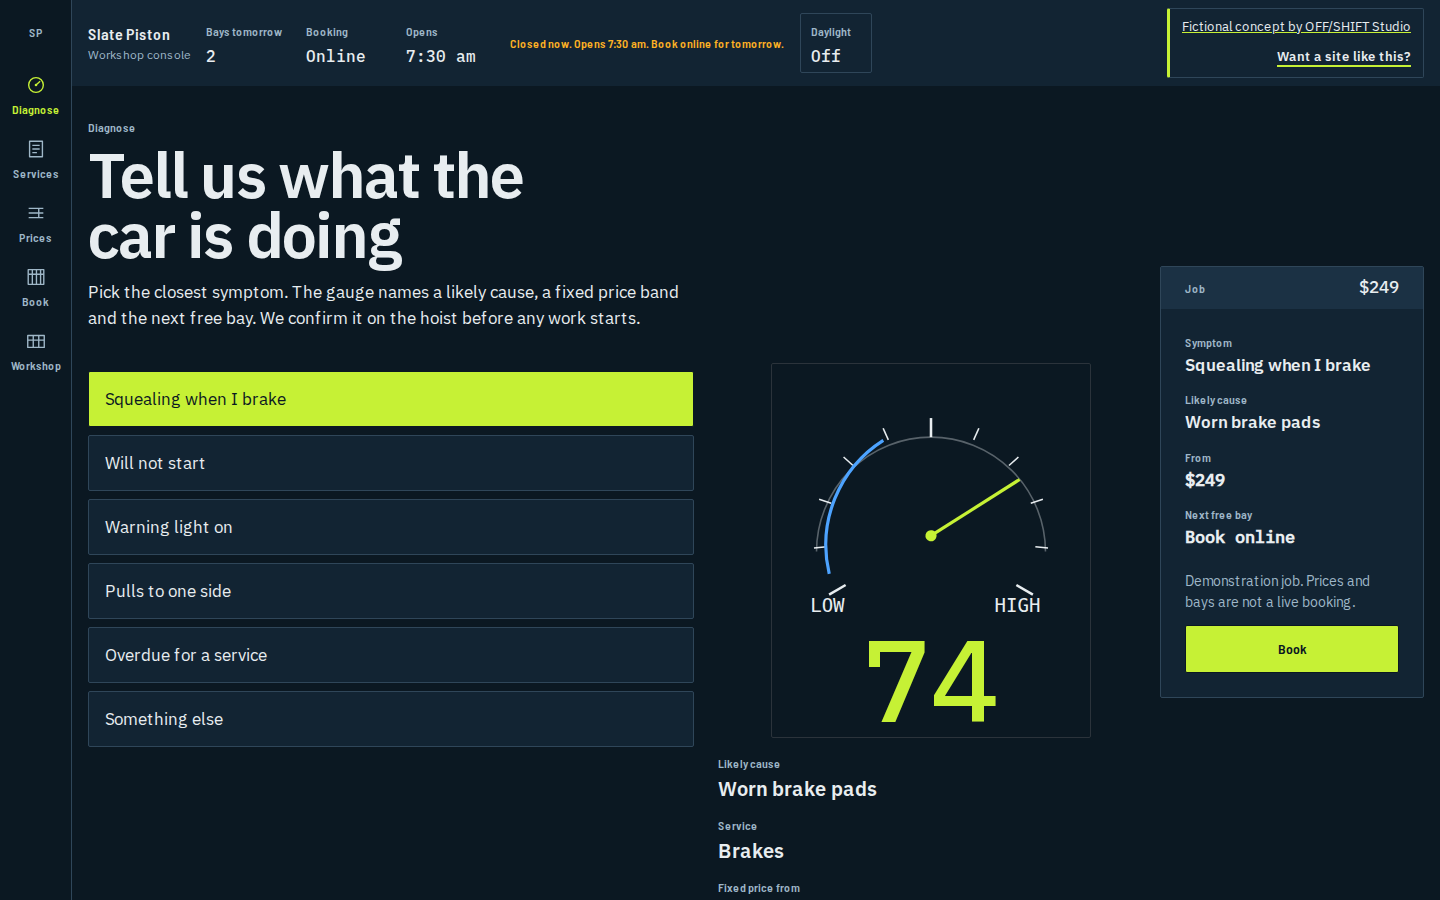 SP
Diagnose
Services
Prices
Book
Workshop
Slate Piston
Workshop console
Bays tomorrow
2
Booking
Online
Opens
7:30 am
Closed now. Opens 7:30 am. Book online for tomorrow.
Daylight
Off
Fictional concept by OFF/SHIFT Studio
Want a site like this?
Diagnose
Tell us what the
car is doing
Pick the closest symptom. The gauge names a likely cause, a fixed price band
and the next free bay. We confirm it on the hoist before any work starts.
Squealing when I brake
Will not start
Warning light on
Pulls to one side
Overdue for a service
Something else
LOW
HIGH
74
Likely cause
Worn brake pads
Service
Brakes
Fixed price from
Job
$249
Symptom
Squealing when I brake
Likely cause
Worn brake pads
From
$249
Next free bay
Book online
Demonstration job. Prices and
bays are not a live booking.
Book